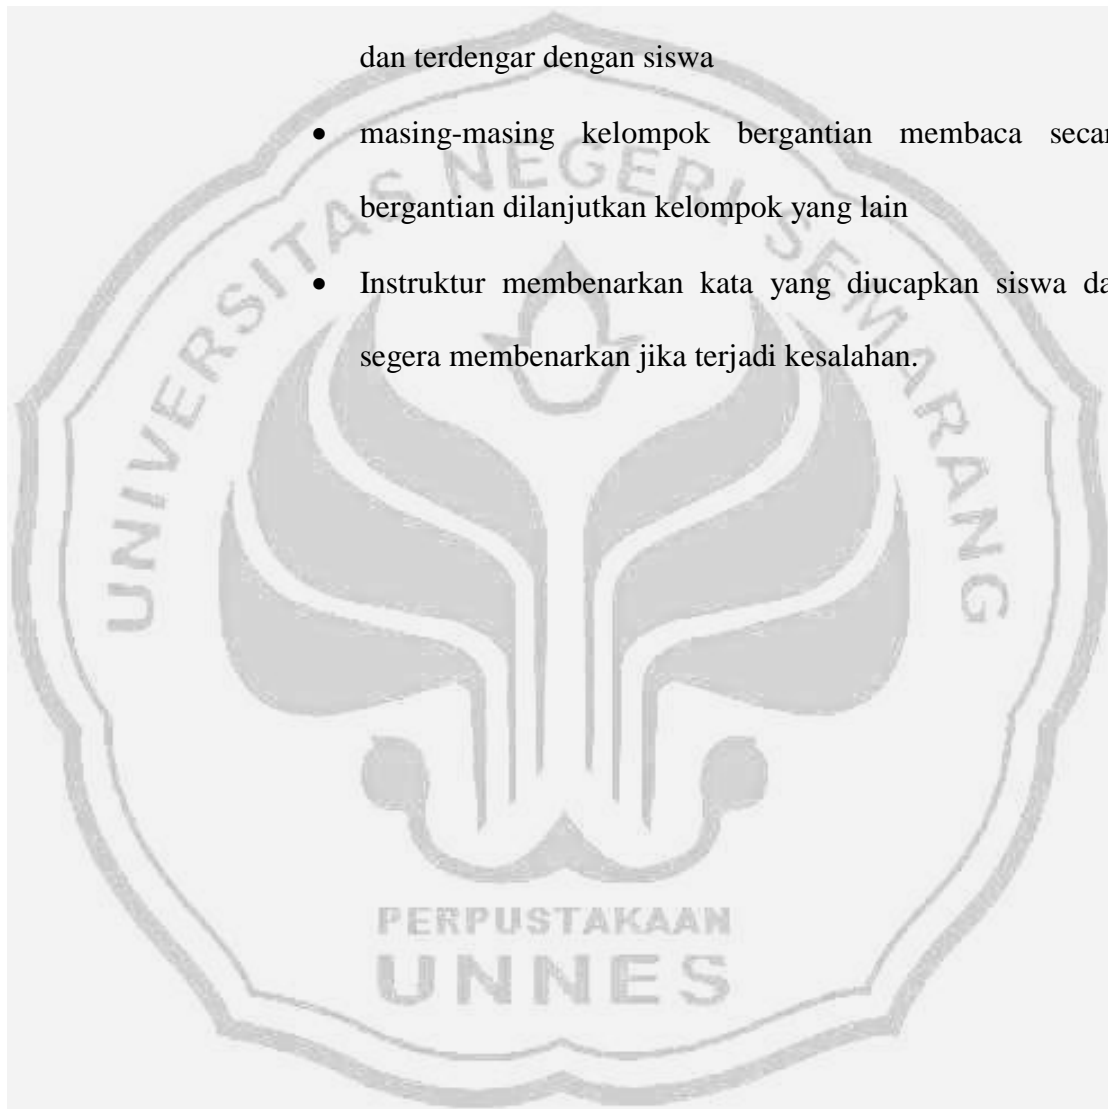 dan terdengar dengan siswa
• masing-masing kelompok bergantian membaca secar
bergantian dilanjutkan kelompok yang lain
• Instruktur membenarkan kata yang diucapkan siswa da
segera membenarkan jika terjadi kesalahan.
UNIVERSITAS NEGERI SEMARANG
PERPUSTAKAAN
UNNES